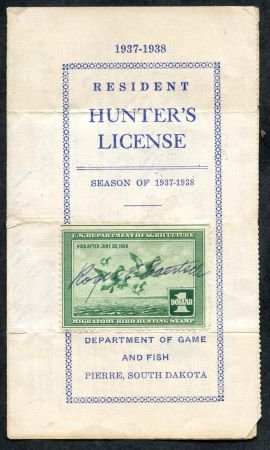 1937-1938
RESIDENT
HUNTER'S
LICENSE
SEASON OF 1937-1938
U.S. DEPARTMENT OF AGRICULTURE
VOID AFTER JUNE 30, 1938
1
DOLLAR
MIGRATORY BIRD HUNTING STAMP
DEPARTMENT OF GAME
AND FISH
PIERRE, SOUTH DAKOTA